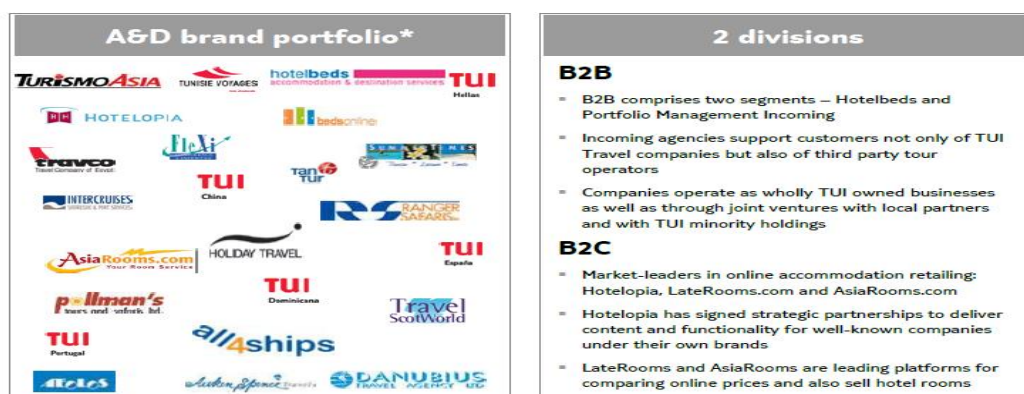 A&D brand portfolio*
TURISMOASIA
TUNISIE VOYAGES
hotelbeds
accommodation & destination services
TUI
Hellas
HOTELOPIA
bedsonline
FleXi
travco
Travel Company of Egypt
TUI
China
TANTUR
INTERCRUISES
SHORESIDE & PORT SERVICES
RS RANGER
SAFARIS
AsiaRooms.com
Your Room Service
HOLIDAY TRAVEL
TUI
España
pollman's
tours and safaris ltd.
TUI
Dominicana
Travel
ScotWorld
TUI
Portugal
all4ships
Aitken Spence travels
DANUBIUS
TRAVEL AGENCY LTD
2 divisions
B2B
▪ B2B comprises two segments – Hotelbeds and
Portfolio Management Incoming
▪ Incoming agencies support customers not only of TUI
Travel companies but also of third party tour
operators
▪ Companies operate as wholly TUI owned businesses
as well as through joint ventures with local partners
and with TUI minority holdings
B2C
▪ Market-leaders in online accommodation retailing:
Hotelopia, LateRooms.com and AsiaRooms.com
▪ Hotelopia has signed strategic partnerships to deliver
content and functionality for well-known companies
under their own brands
▪ LateRooms and AsiaRooms are leading platforms for
comparing online prices and also sell hotel rooms